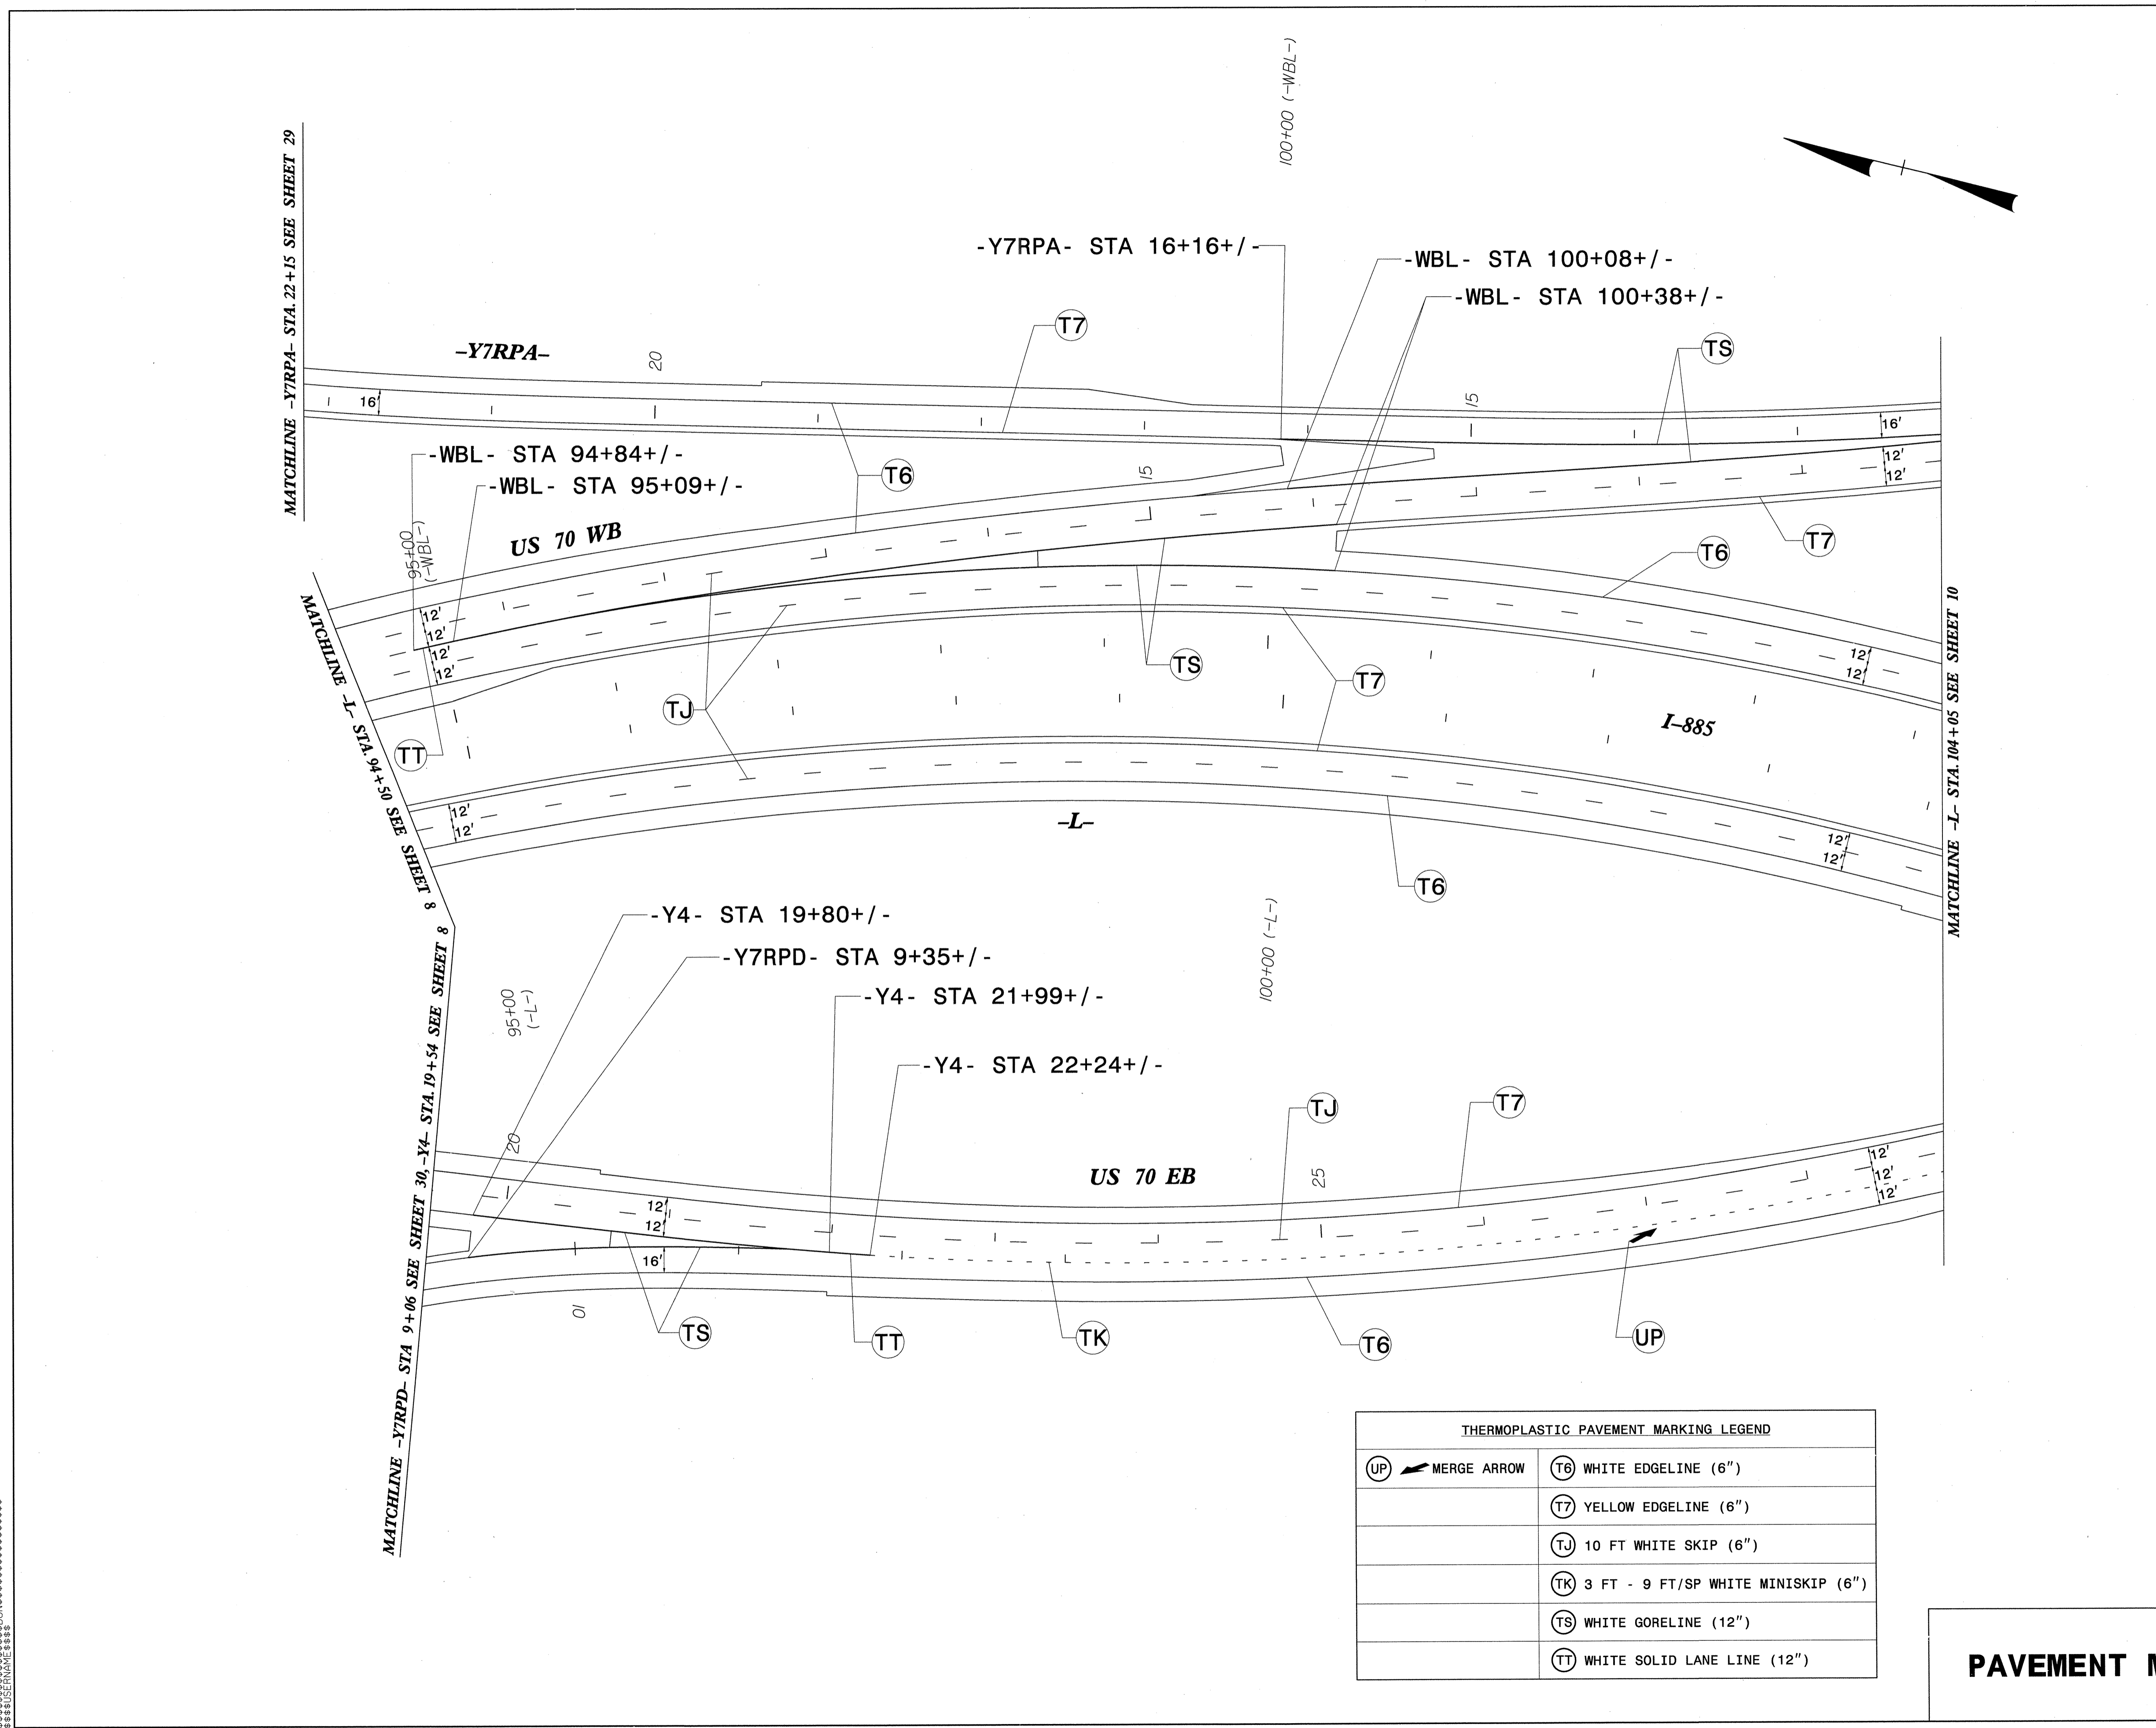 100+00 (-WBL-)
MATCHLINE -Y7RPA- STA. 22+15 SEE SHEET 29
-Y7RPA- STA 16+16+/-
-WBL- STA 100+08+/-
-WBL- STA 100+38+/-
T7
TS
-Y7RPA-
20
15
16'
16'
-WBL- STA 94+84+/-
-WBL- STA 95+09+/-
T6
15
12'
12'
US 70 WB
95+00
(-WBL-)
T7
T6
MATCHLINE -L- STA. 94+50 SEE SHEET 8
MATCHLINE -L- STA. 104+05 SEE SHEET 10
12'
12'
12'
12'
TS
12'
12'
T7
TJ
I-885
TT
12'
12'
-L-
12'
12'
T6
-Y4- STA 19+80+/-
-Y7RPD- STA 9+35+/-
-Y4- STA 21+99+/-
100+00 (-L-)
95+00
(-L-)
-Y4- STA 22+24+/-
MATCHLINE -Y7RPD- STA 9+06 SEE SHEET 30, -Y4- STA. 19+54 SEE SHEET 8
TJ
T7
20
US 70 EB
25
12'
12'
12'
12'
12'
16'
10
TS
TT
TK
T6
UP
THERMOPLASTIC PAVEMENT MARKING LEGEND
UP MERGE ARROW
T6 WHITE EDGELINE (6")
T7 YELLOW EDGELINE (6")
TJ 10 FT WHITE SKIP (6")
TK 3 FT - 9 FT/SP WHITE MINISKIP (6")
TS WHITE GORELINE (12")
TT WHITE SOLID LANE LINE (12")
PAVEMENT
$$$$USERNAME$$$$